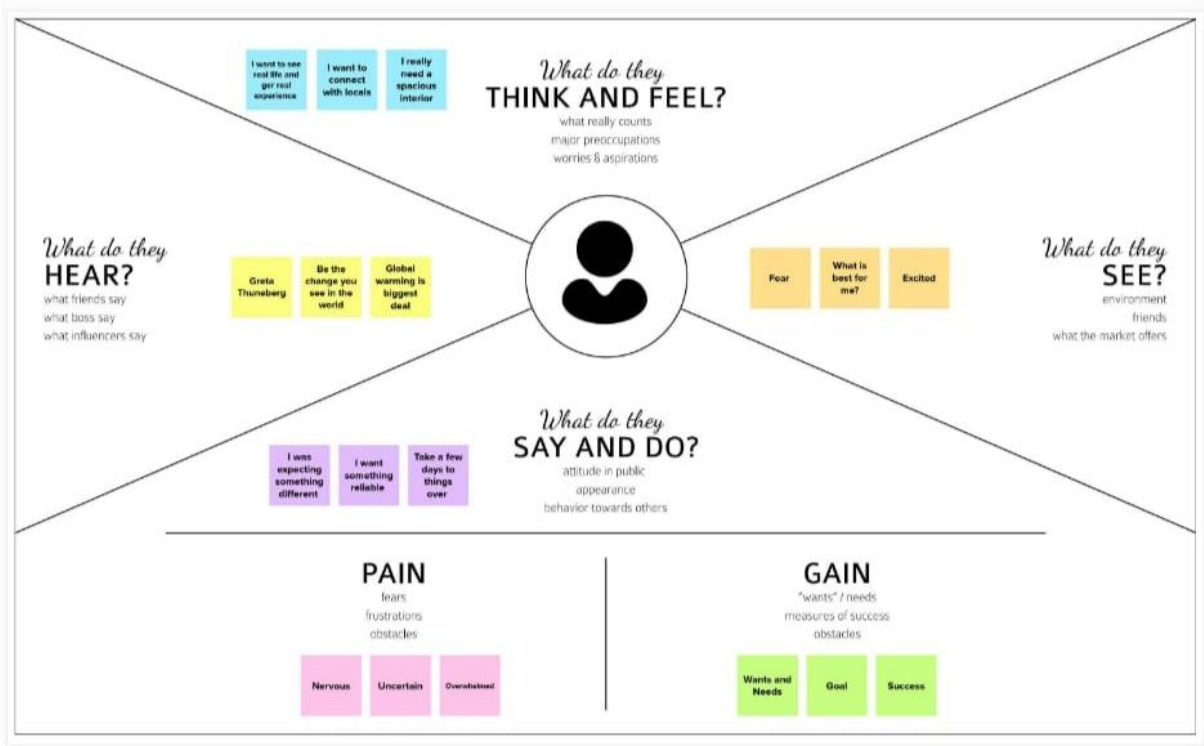 I want to see
real life and
ger real
experience
I want to
connect
with locals
I really
need a
spacious
interior
What do they
THINK AND FEEL?
what really counts
major preoccupations
worries & aspirations
What do they
HEAR?
what friends say
what boss say
what influencers say
Greta
Thuneberg
Be the
change you
see in the
world
Global
warming is
biggest
deal
Fear
What is
best for
me?
Excited
What do they
SEE?
environment
friends
what the market offers
What do they
SAY AND DO?
attitude in public
appearance
behavior towards others
I was
expecting
something
different
I want
something
reliable
Take a few
days to
things
over
PAIN
fears
frustrations
obstacles
Nervous
Uncertain
Overwhelmed
GAIN
"wants" / needs
measures of success
obstacles
Wants and
Needs
Goal
Success